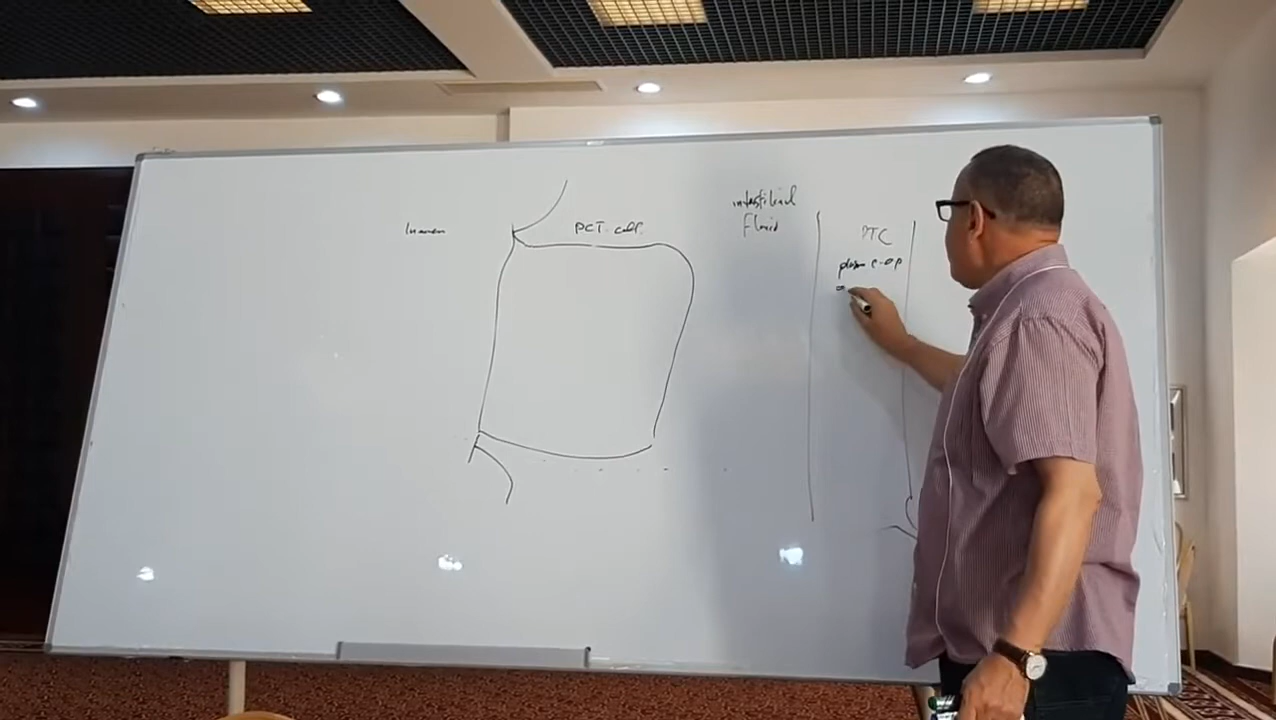 lumen
PCT cell
interstitial
Fluid
PTC
plasma